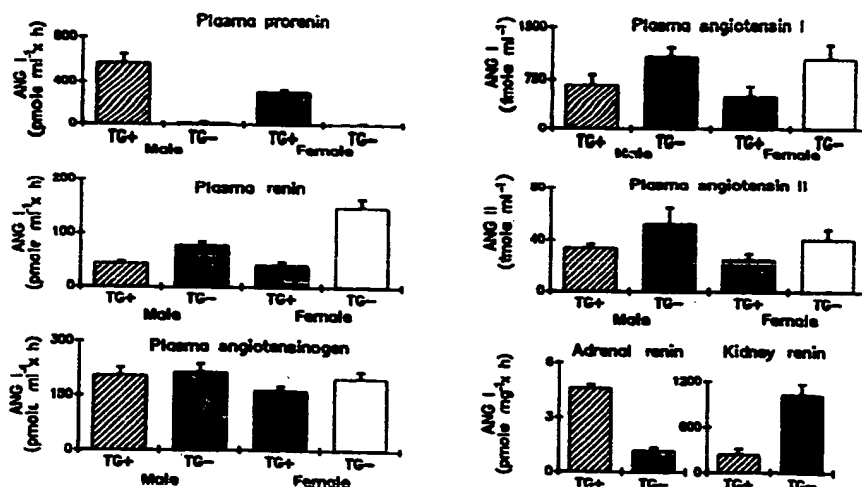 Plasma prorenin
ANG I
(pmole ml⁻¹ x h)
800
400
0
TG+ TG− TG+ TG−
Male Female
Plasma renin
ANG I
(pmole ml⁻¹ x h)
200
100
0
TG+ TG− TG+ TG−
Male Female
Plasma angiotensinogen
ANG I
(pmole ml⁻¹ x h)
300
150
0
TG+ TG− TG+ TG−
Male Female
Plasma angiotensin I
ANG I
(fmole ml⁻¹)
1500
750
0
TG+ TG− TG+ TG−
Male Female
Plasma angiotensin II
ANG II
(fmole ml⁻¹)
80
40
0
TG+ TG− TG+ TG−
Male Female
Adrenal renin
ANG I
(pmole mg⁻¹ x h)
6
3
0
TG+ TG−
Kidney renin
1200
600
0
TG+ TG−